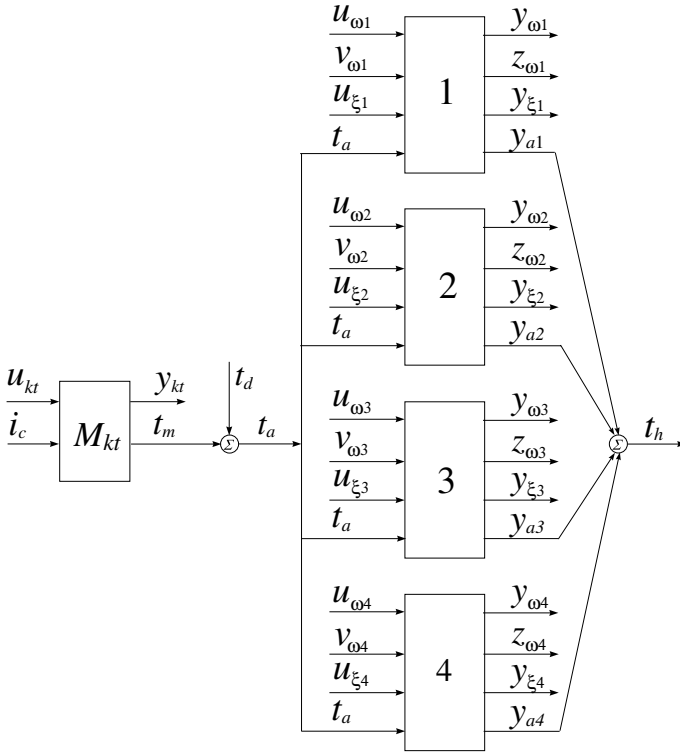 u_ω1 y_ω1
v_ω1 z_ω1
u_ξ1 1 y_ξ1
t_a y_a1
u_ω2 y_ω2
v_ω2 z_ω2
u_ξ2 2 y_ξ2
t_a y_a2
u_kt y_kt t_d
i_c M_kt t_m Σ t_a
u_ω3 y_ω3
v_ω3 z_ω3
u_ξ3 3 y_ξ3
t_a y_a3
Σ t_h
u_ω4 y_ω4
v_ω4 z_ω4
u_ξ4 4 y_ξ4
t_a y_a4